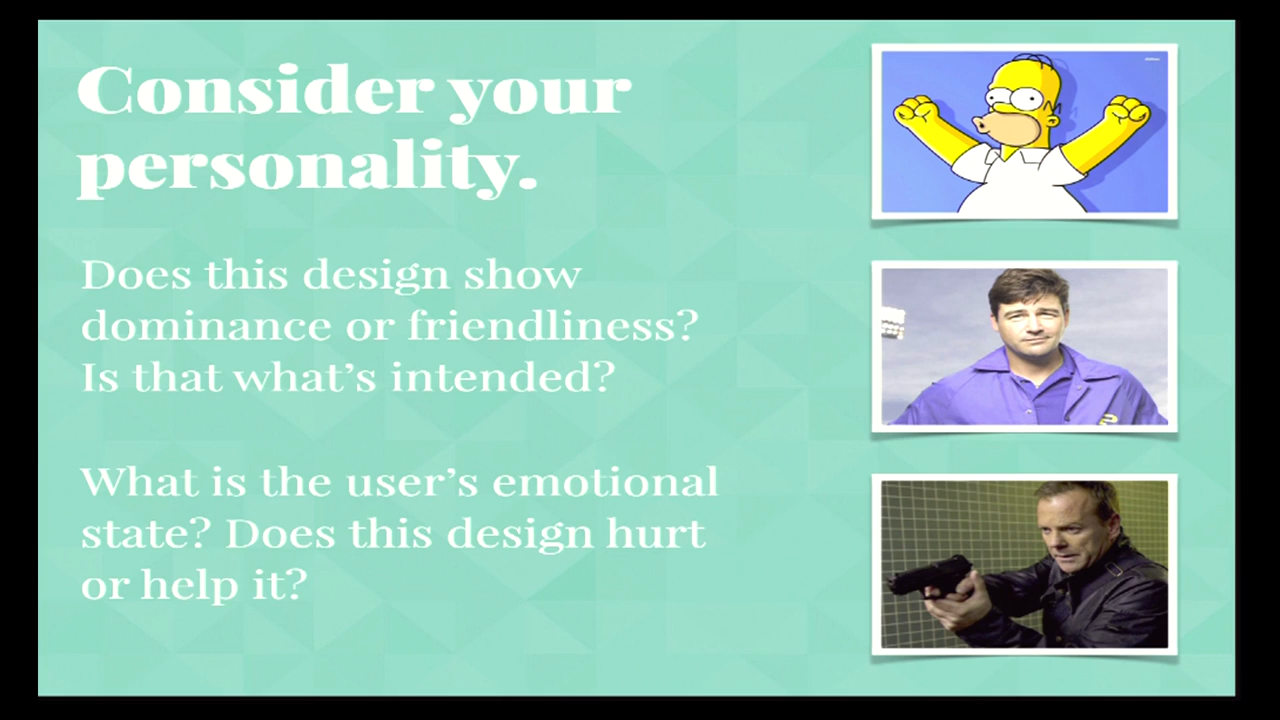 Consider your
personality.
Does this design show
dominance or friendliness?
Is that what's intended?
What is the user's emotional
state? Does this design hurt
or help it?